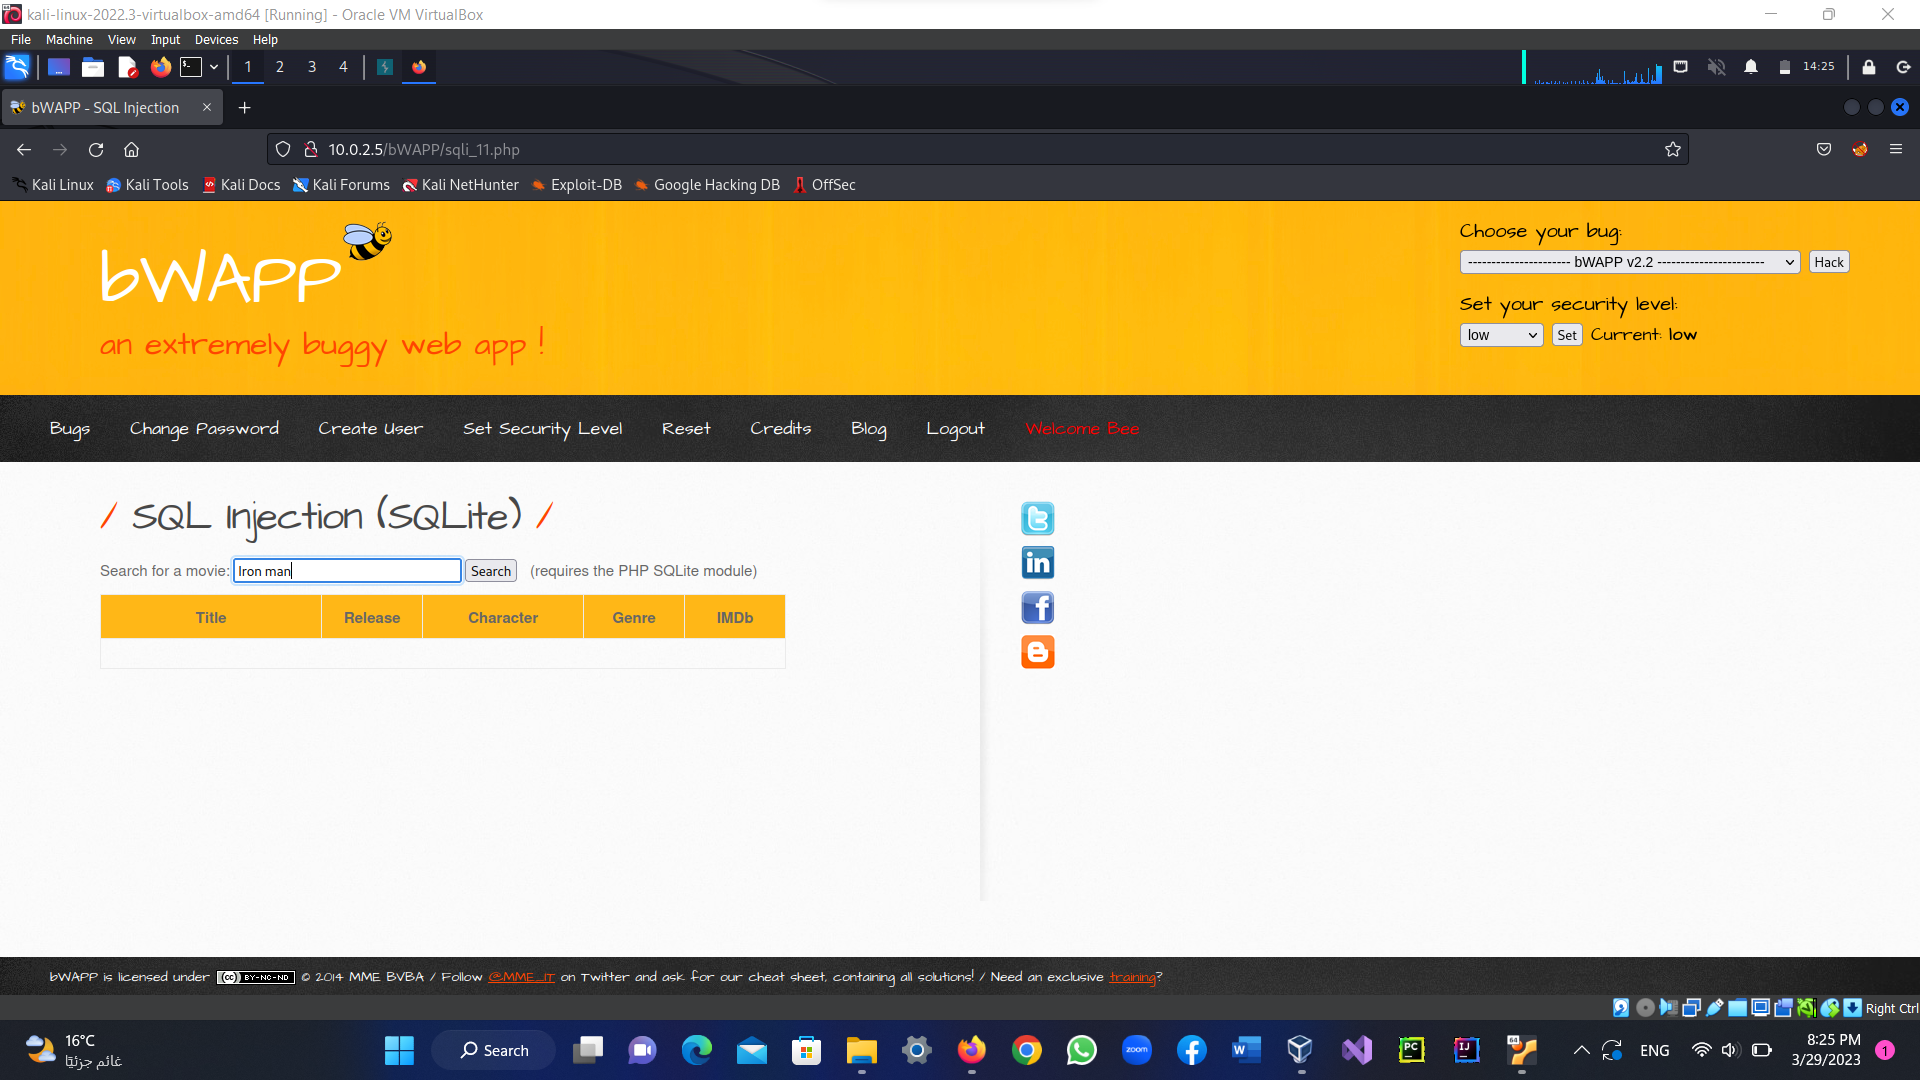 kali-linux-2022.3-virtualbox-amd64 [Running] - Oracle VM VirtualBox
File Machine View Input Devices Help
1 2 3 4 14:25
bWAPP - SQL Injection
10.0.2.5/bWAPP/sqli_11.php
Kali Linux Kali Tools Kali Docs Kali Forums Kali NetHunter Exploit-DB Google Hacking DB OffSec
bWAPP
an extremely buggy web app !
Choose your bug:
---------------------- bWAPP v2.2 ----------------------- Hack
Set your security level:
low Set Current: low
Bugs Change Password Create User Set Security Level Reset Credits Blog Logout Welcome Bee
/ SQL Injection (SQLite) /
Search for a movie: Iron man Search (requires the PHP SQLite module)
Title Release Character Genre IMDb
bWAPP is licensed under (cc) BY-NC-ND © 2014 MME BVBA / Follow @MME_IT on Twitter and ask for our cheat sheet, containing all solutions! / Need an exclusive training?
Right Ctrl
16°C
غائم جزئيًا
Search
zoom
ENG
8:25 PM
3/29/2023
1